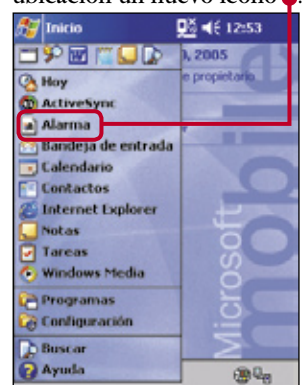 ubicación un nuevo icono
Inicio 12:53
Hoy
ActiveSync
Alarma
Bandeja de entrada
Calendario
Contactos
Internet Explorer
Notas
Tareas
Windows Media
Programas
Configuración
Buscar
Ayuda
, 2005
e propietario
Microsoft
mobile